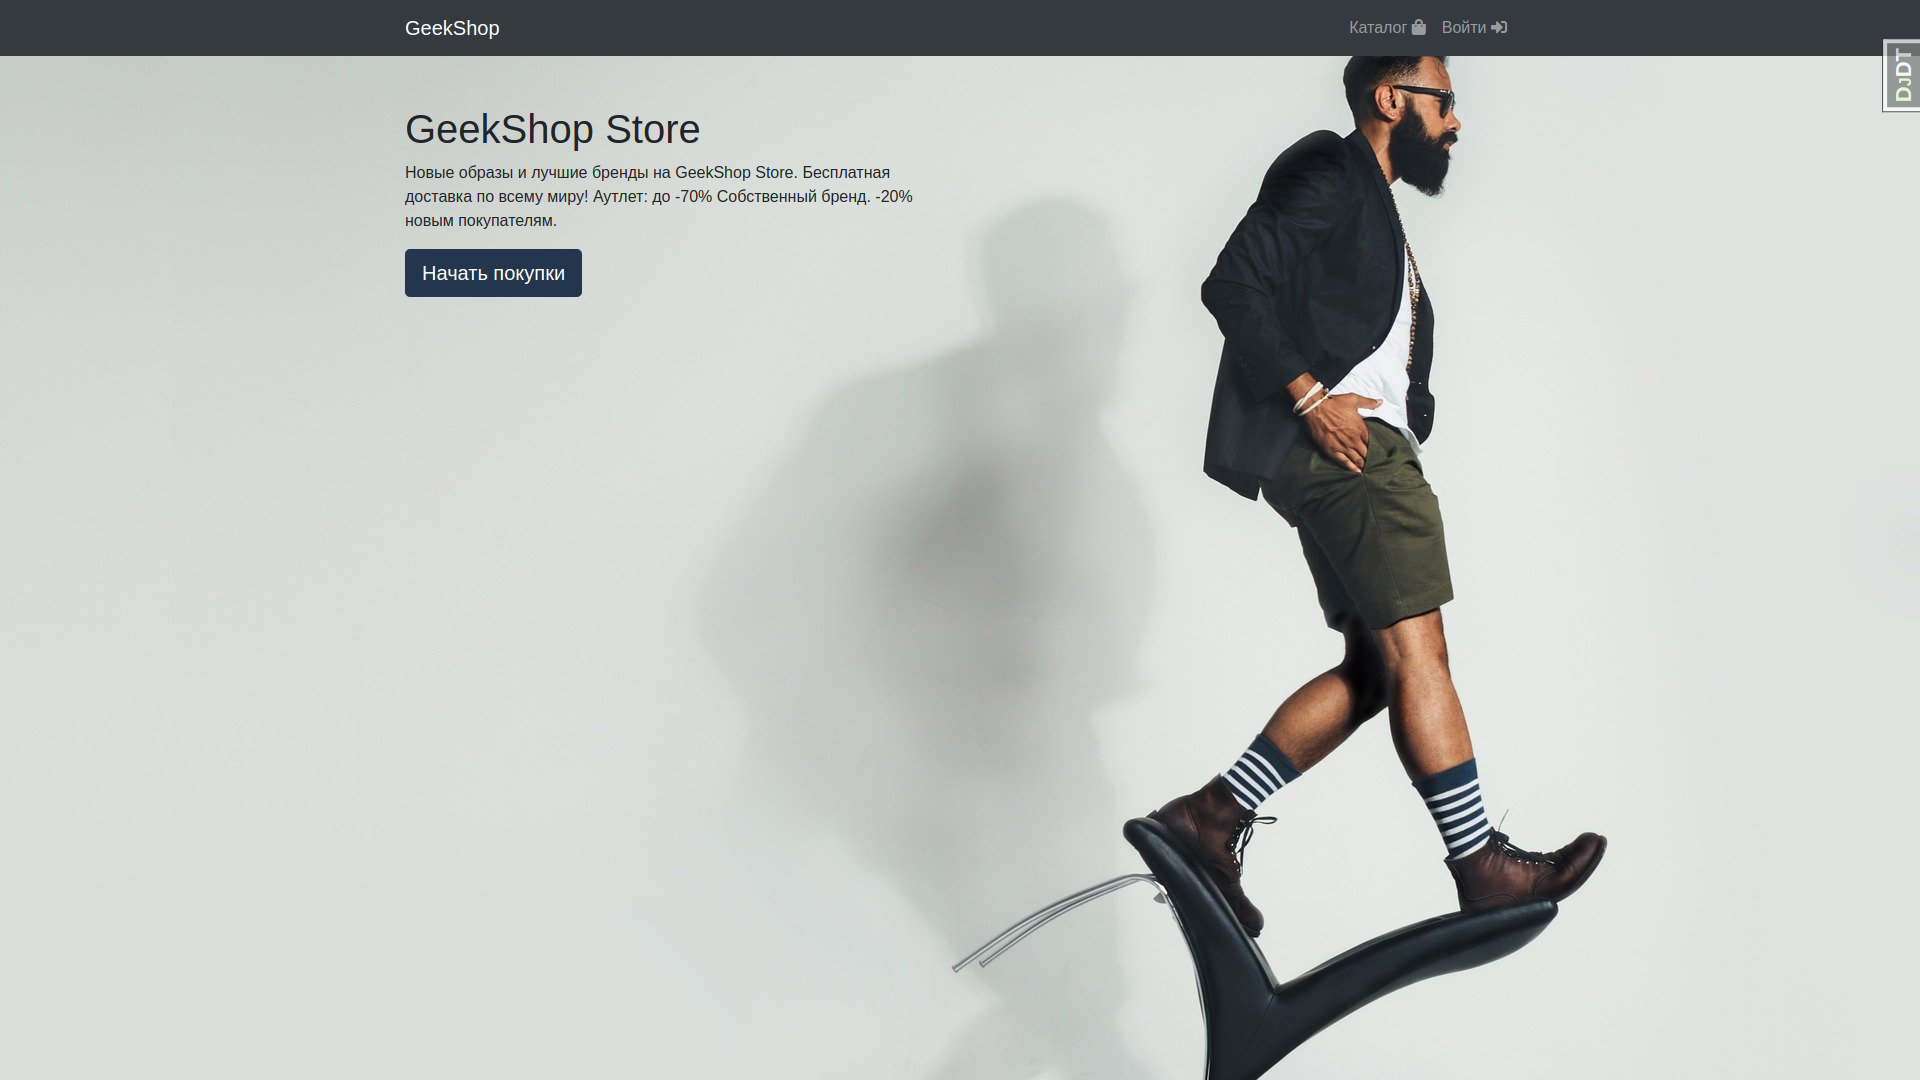 GeekShop
Каталог
Войти
DJDT
GeekShop Store
Новые образы и лучшие бренды на GeekShop Store. Бесплатная
доставка по всему миру! Аутлет: до -70% Собственный бренд. -20%
новым покупателям.
Начать покупки